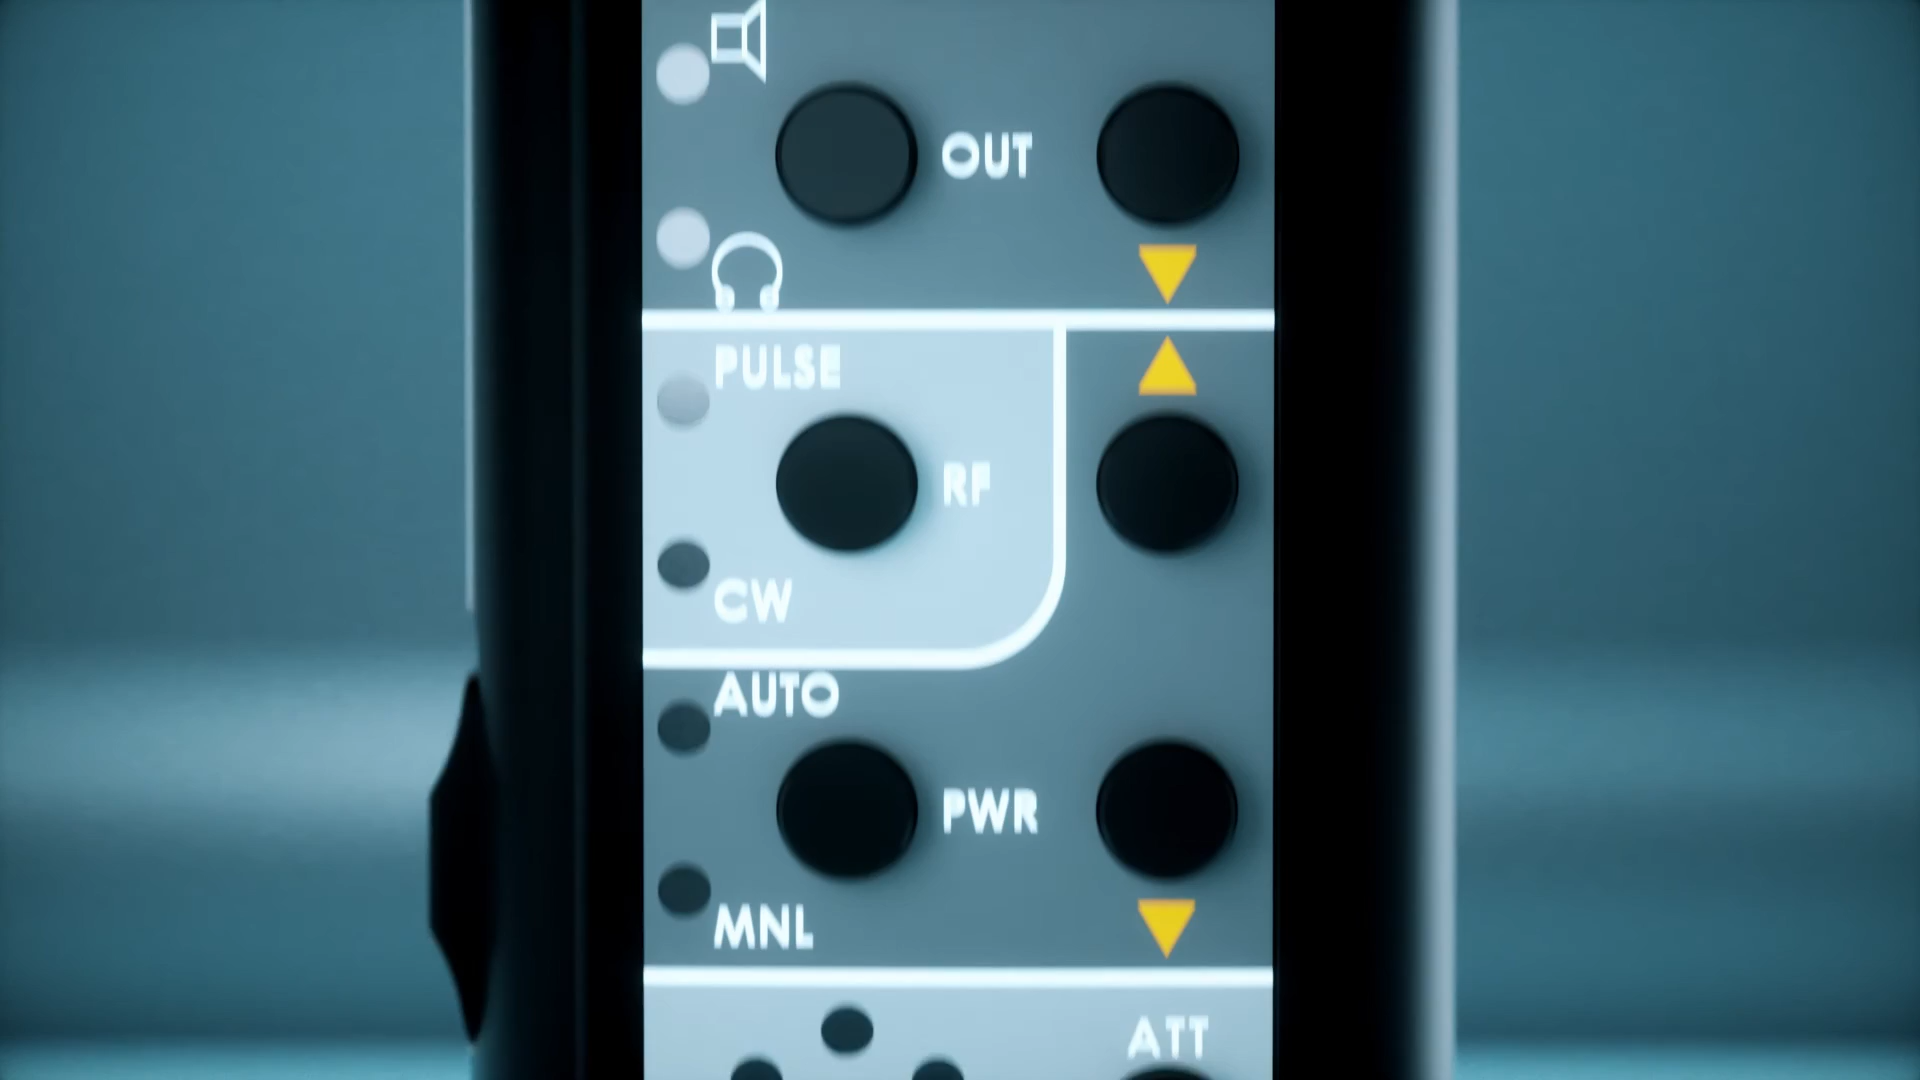 OUT
PULSE
RF
CW
AUTO
PWR
MNL
ATT